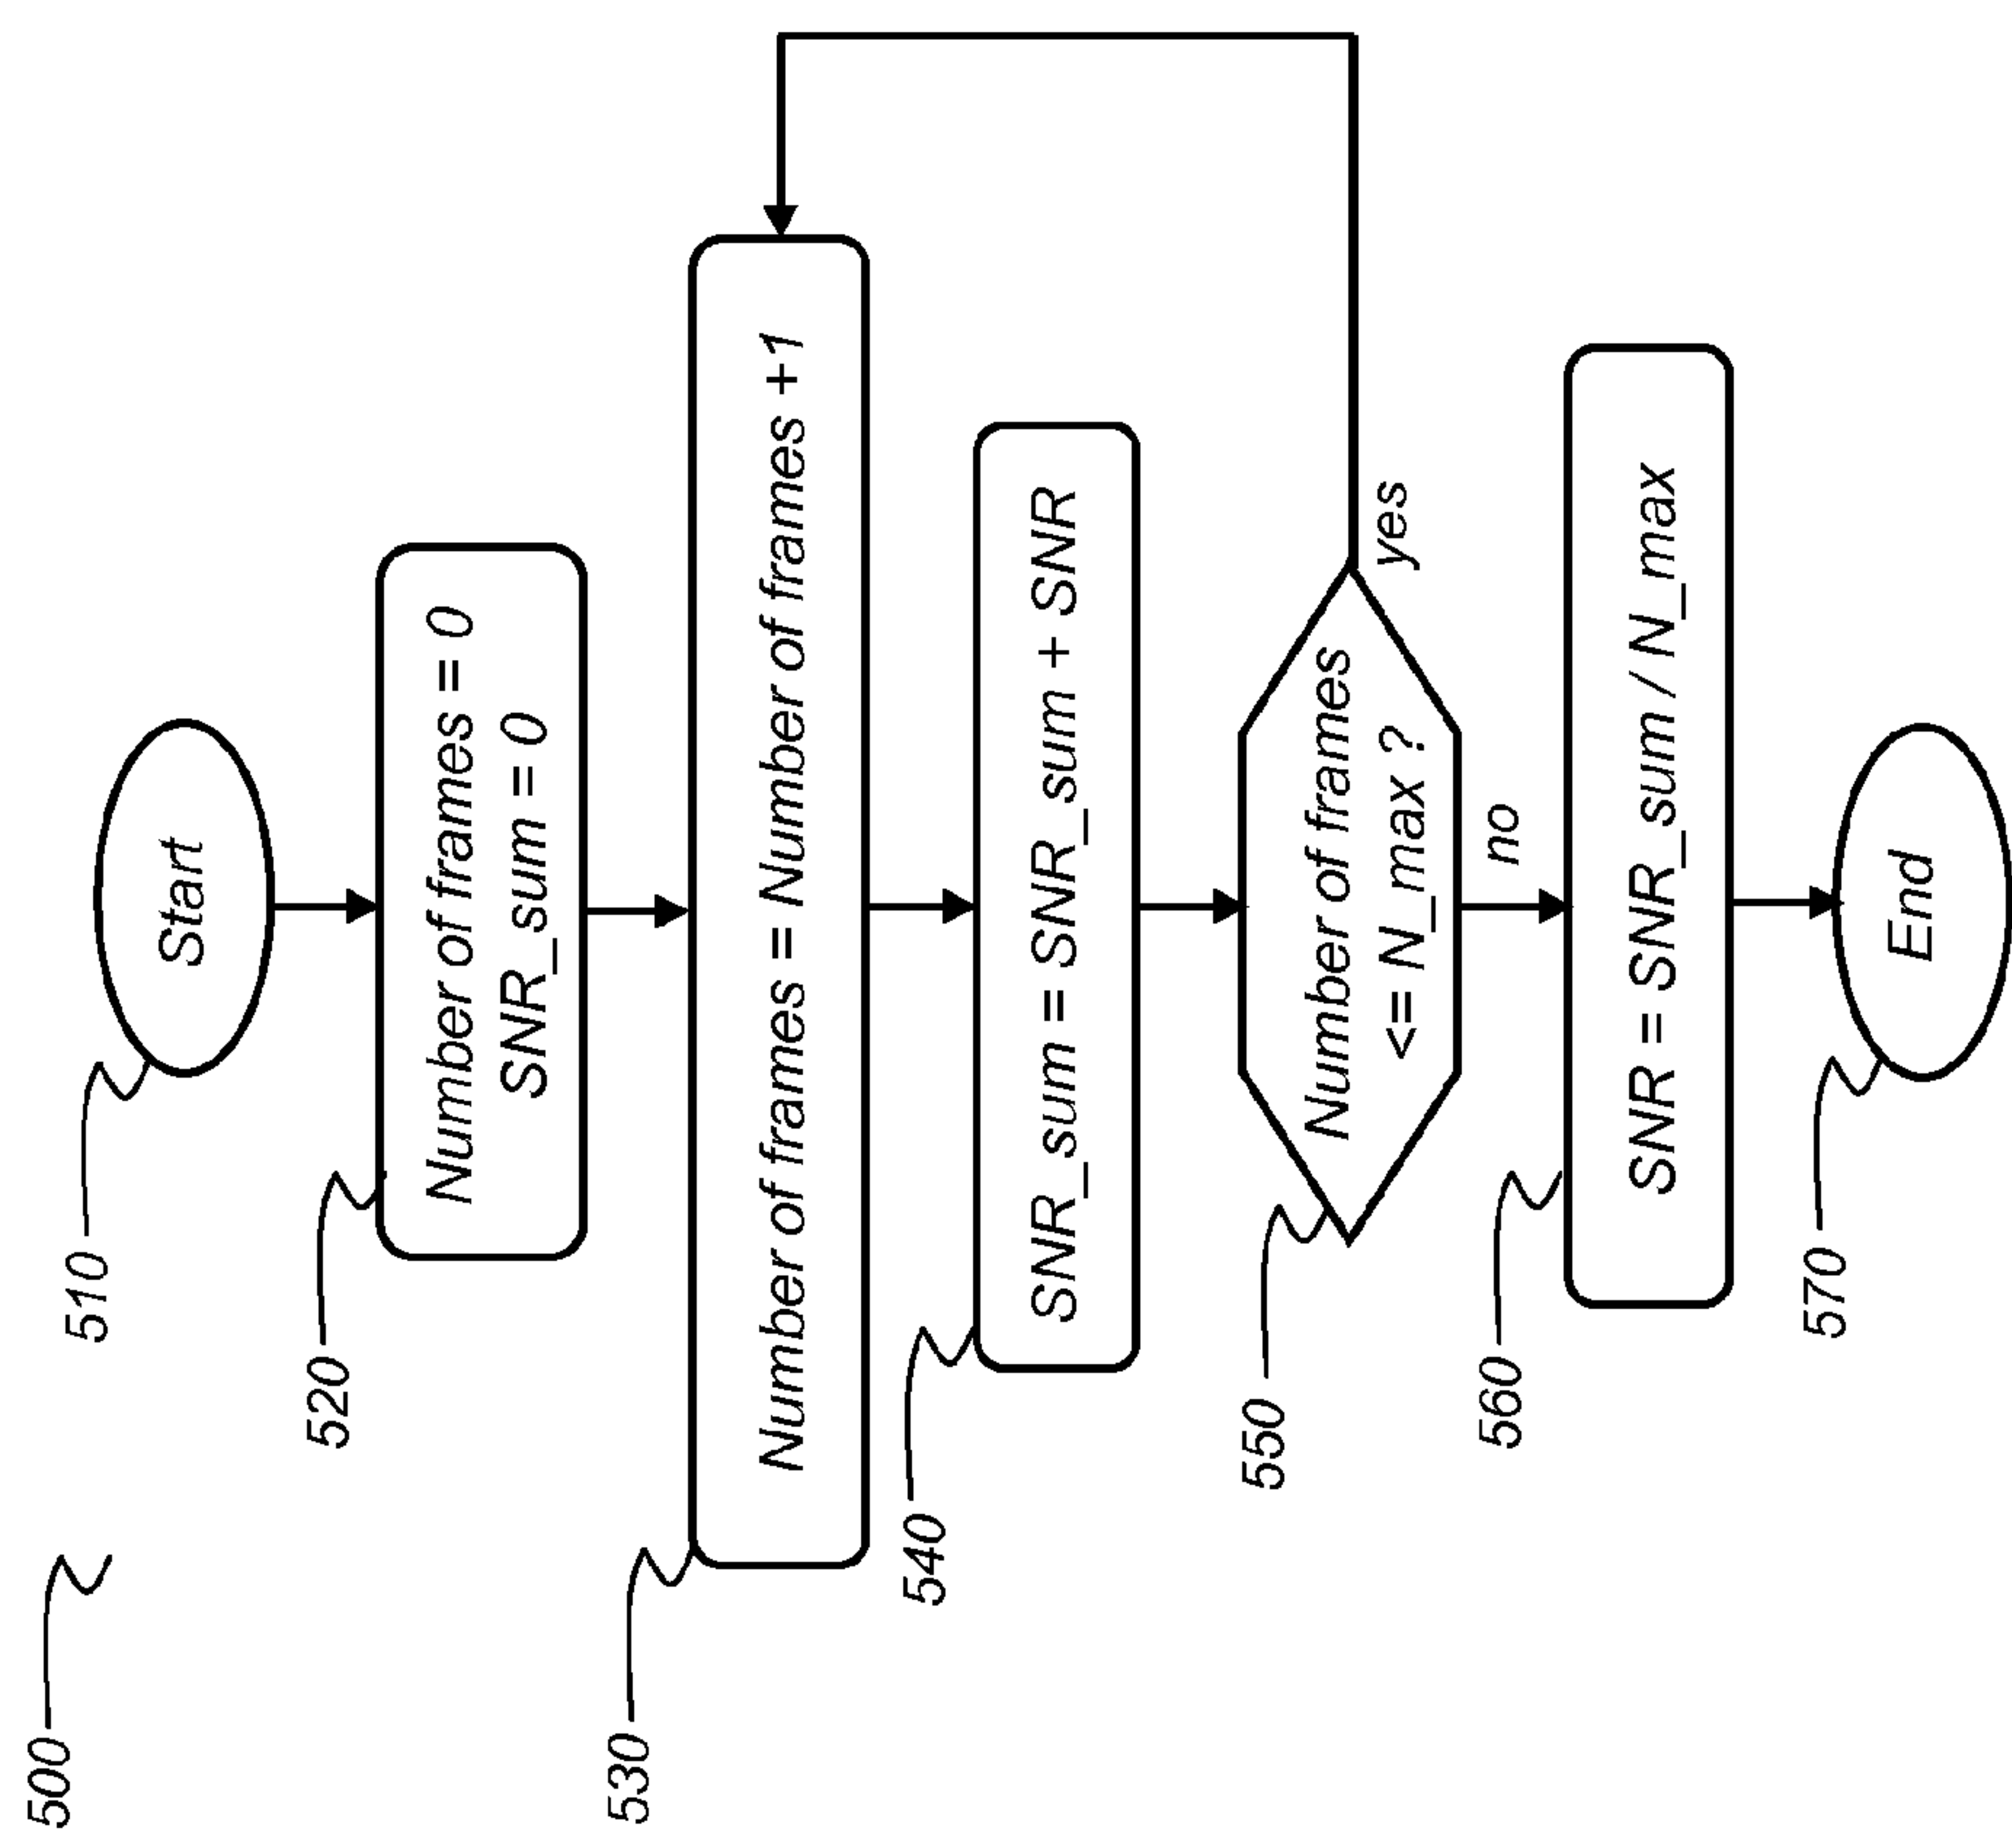 500
510
Start
520
Number of frames = 0
SNR_sum = 0
530
Number of frames = Number of frames +1
540
SNR_sum = SNR_sum + SNR
550
Number of frames
<= N_max ?
yes
no
560
SNR = SNR_sum / N_max
570
End